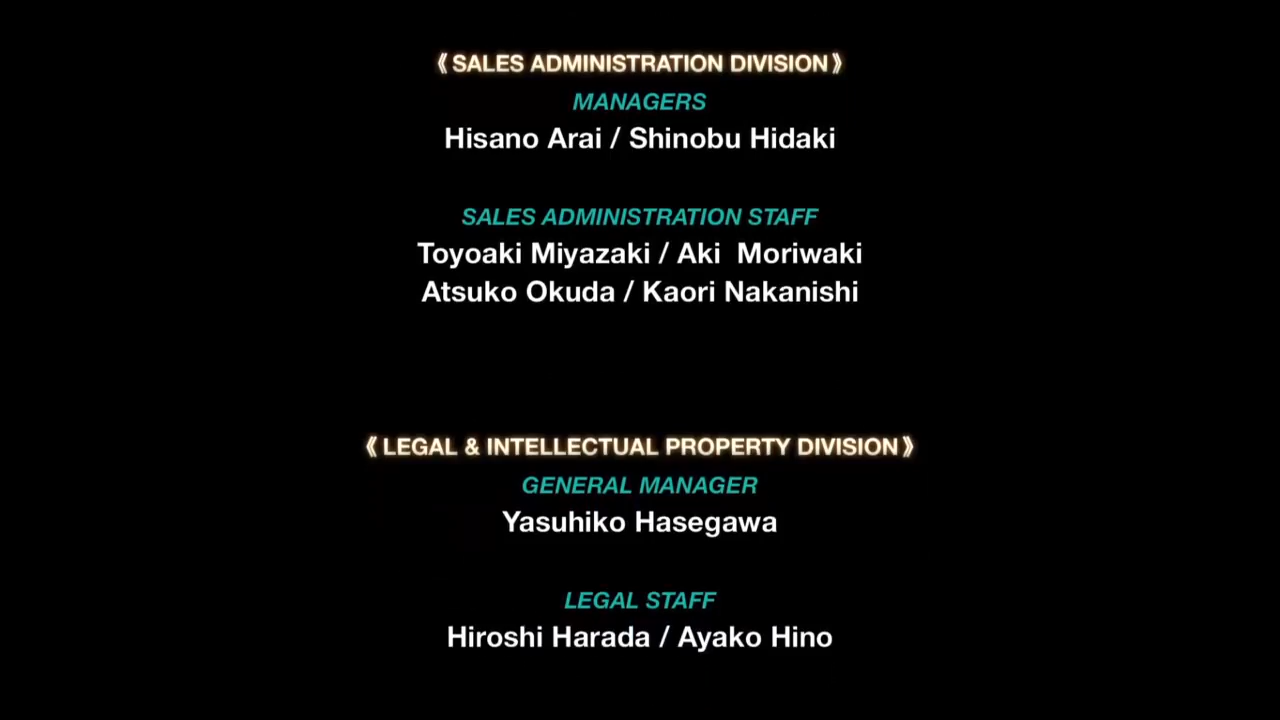 《SALES ADMINISTRATION DIVISION》
MANAGERS
Hisano Arai / Shinobu Hidaki
SALES ADMINISTRATION STAFF
Toyoaki Miyazaki / Aki  Moriwaki
Atsuko Okuda / Kaori Nakanishi
《LEGAL & INTELLECTUAL PROPERTY DIVISION》
GENERAL MANAGER
Yasuhiko Hasegawa
LEGAL STAFF
Hiroshi Harada / Ayako Hino